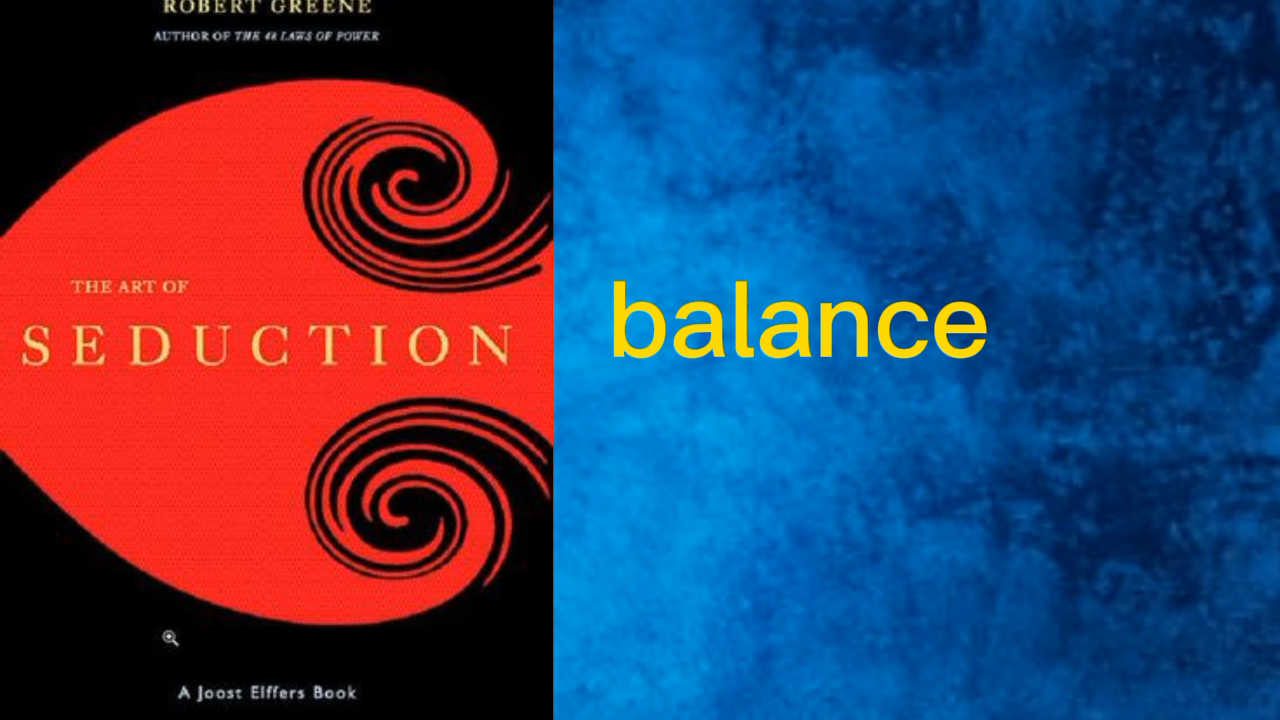 ROBERT GREENE
AUTHOR OF THE 48 LAWS OF POWER
THE ART OF
SEDUCTION
A Joost Elffers Book
balance